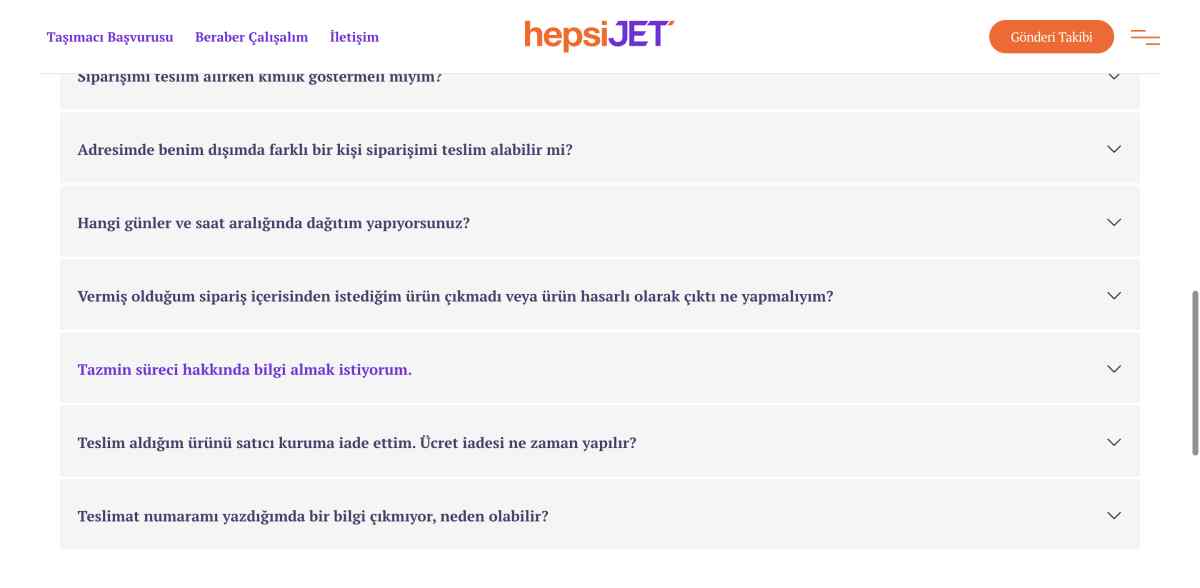 Taşımacı Başvurusu
Beraber Çalışalım
İletişim
hepsiJET
Gönderi Takibi
Siparişimi teslim alırken kimlik göstermeli miyim?
Adresimde benim dışımda farklı bir kişi siparişimi teslim alabilir mi?
Hangi günler ve saat aralığında dağıtım yapıyorsunuz?
Vermiş olduğum sipariş içerisinden istediğim ürün çıkmadı veya ürün hasarlı olarak çıktı ne yapmalıyım?
Tazmin süreci hakkında bilgi almak istiyorum.
Teslim aldığım ürünü satıcı kuruma iade ettim. Ücret iadesi ne zaman yapılır?
Teslimat numaramı yazdığımda bir bilgi çıkmıyor, neden olabilir?